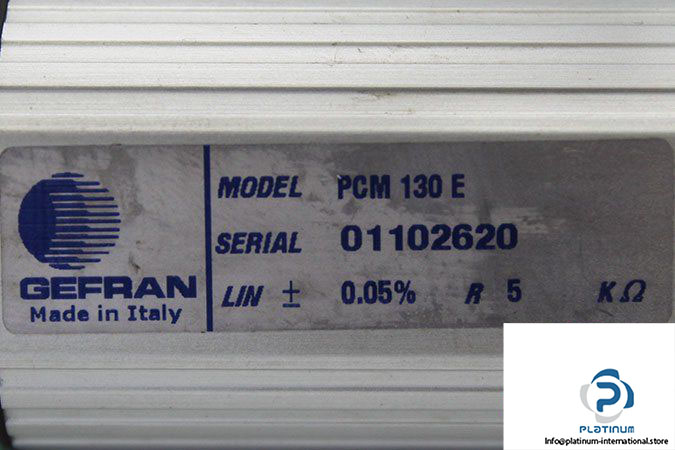 GEFRAN
Made in Italy
MODEL PCM 130 E
SERIAL 01102620
LIN ± 0.05% R 5 KΩ
PLATINUM
Info@platinum-international.store